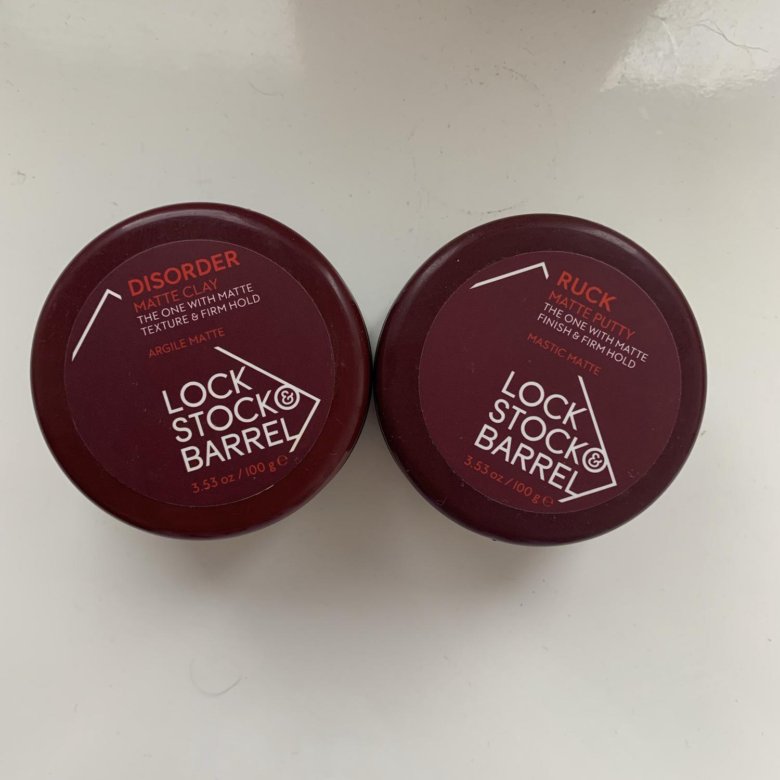 DISORDER
MATTE CLAY
THE ONE WITH MATTE
TEXTURE & FIRM HOLD
ARGILE MATTE
LOCK
STOCK&
BARREL
3.53 oz / 100 g ℮
RUCK
MATTE PUTTY
THE ONE WITH MATTE
FINISH & FIRM HOLD
MASTIC MATTE
LOCK
STOCK&
BARREL
3.53 oz / 100 g ℮